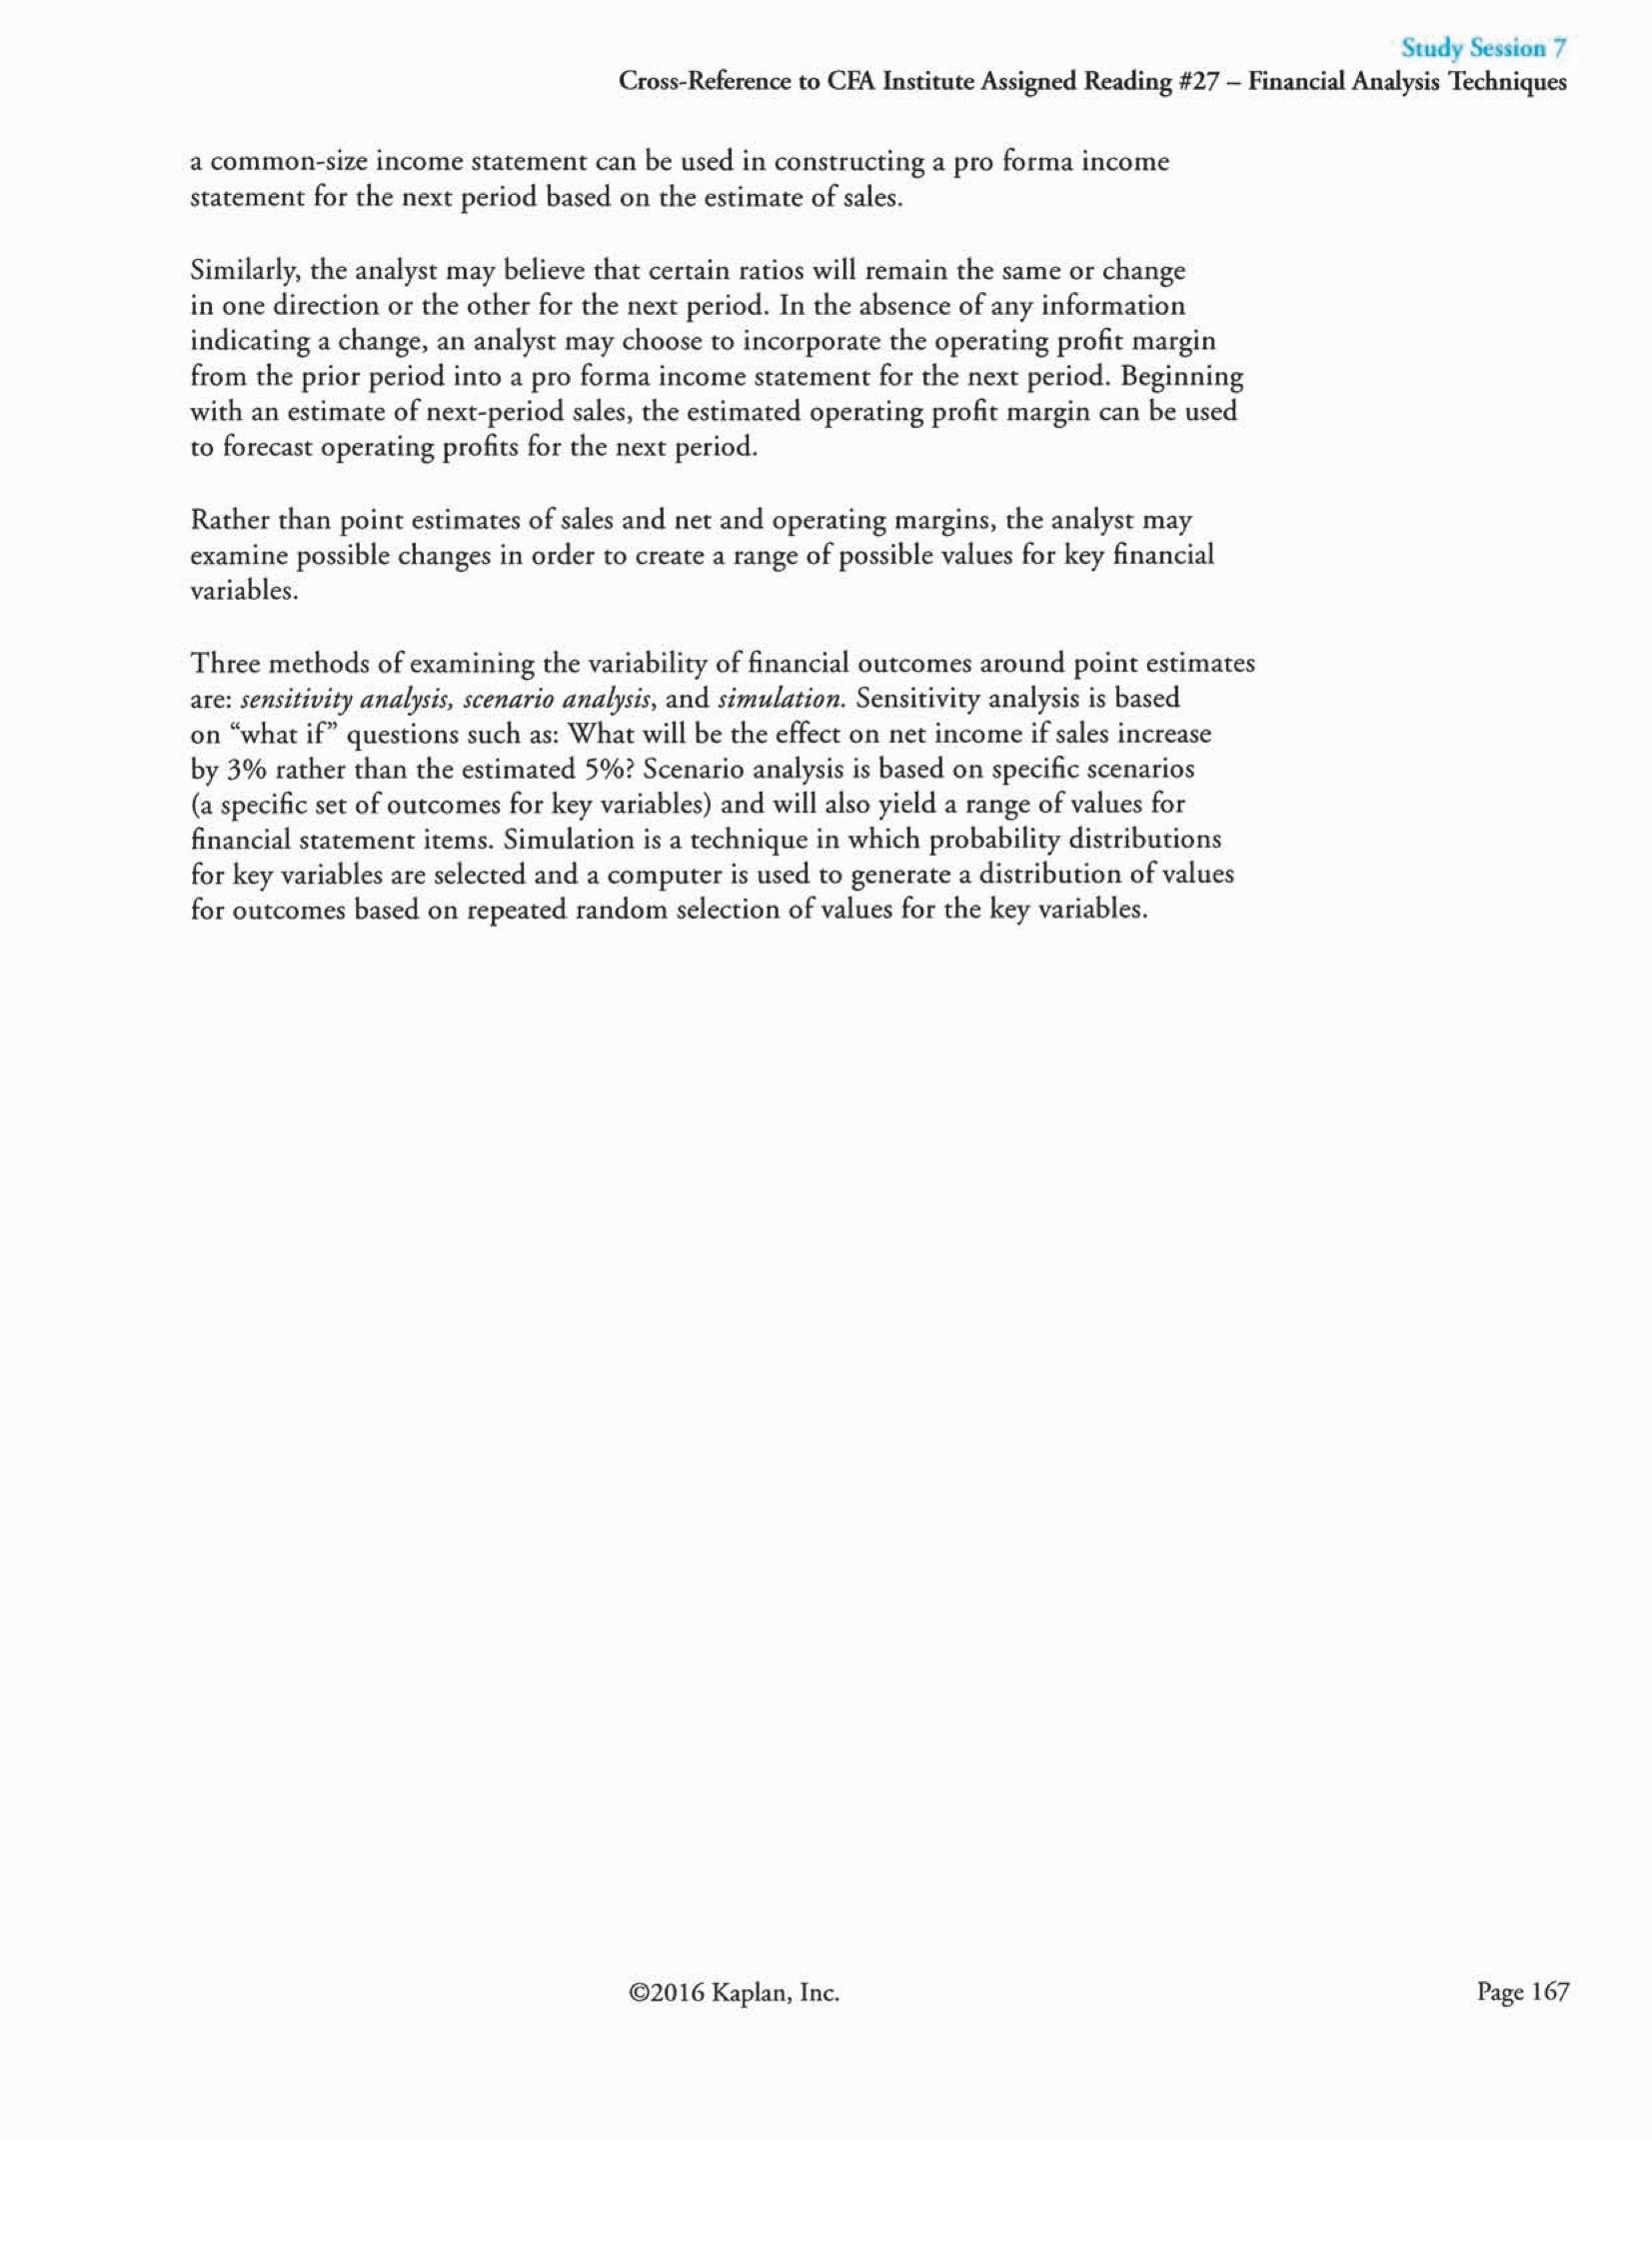 Study Session 7
Cross-Reference to CFA Institute Assigned Reading #27 – Financial Analysis Techniques
a common-size income statement can be used in constructing a pro forma income
statement for the next period based on the estimate of sales.
Similarly, the analyst may believe that certain ratios will remain the same or change
in one direction or the other for the next period. In the absence of any information
indicating a change, an analyst may choose to incorporate the operating profit margin
from the prior period into a pro forma income statement for the next period. Beginning
with an estimate of next-period sales, the estimated operating profit margin can be used
to forecast operating profits for the next period.
Rather than point estimates of sales and net and operating margins, the analyst may
examine possible changes in order to create a range of possible values for key financial
variables.
Three methods of examining the variability of financial outcomes around point estimates
are: sensitivity analysis, scenario analysis, and simulation. Sensitivity analysis is based
on “what if” questions such as: What will be the effect on net income if sales increase
by 3% rather than the estimated 5%? Scenario analysis is based on specific scenarios
(a specific set of outcomes for key variables) and will also yield a range of values for
financial statement items. Simulation is a technique in which probability distributions
for key variables are selected and a computer is used to generate a distribution of values
for outcomes based on repeated random selection of values for the key variables.
©2016 Kaplan, Inc.
Page 167